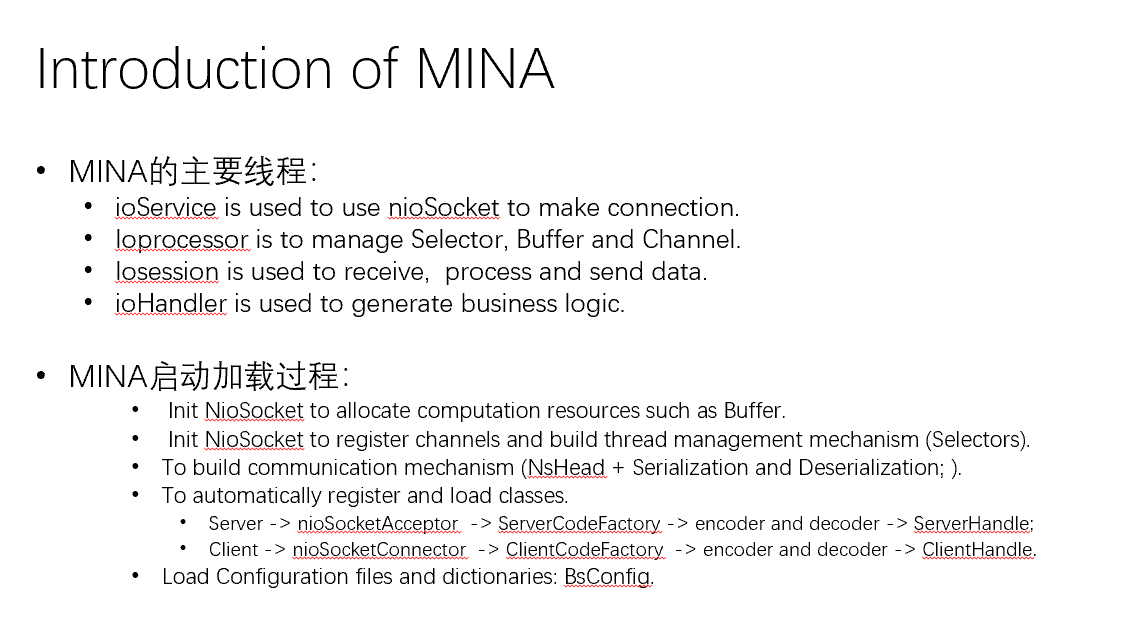 Introduction of MINA
• MINA的主要线程：
• ioService is used to use nioSocket to make connection.
• Ioprocessor is to manage Selector, Buffer and Channel.
• Iosession is used to receive,  process and send data.
• ioHandler is used to generate business logic.
• MINA启动加载过程：
• Init NioSocket to allocate computation resources such as Buffer.
• Init NioSocket to register channels and build thread management mechanism (Selectors).
• To build communication mechanism (NsHead + Serialization and Deserialization; ).
• To automatically register and load classes.
• Server -> nioSocketAcceptor  -> ServerCodeFactory -> encoder and decoder -> ServerHandle;
• Client -> nioSocketConnector  -> ClientCodeFactory  -> encoder and decoder -> ClientHandle.
• Load Configuration files and dictionaries: BsConfig.